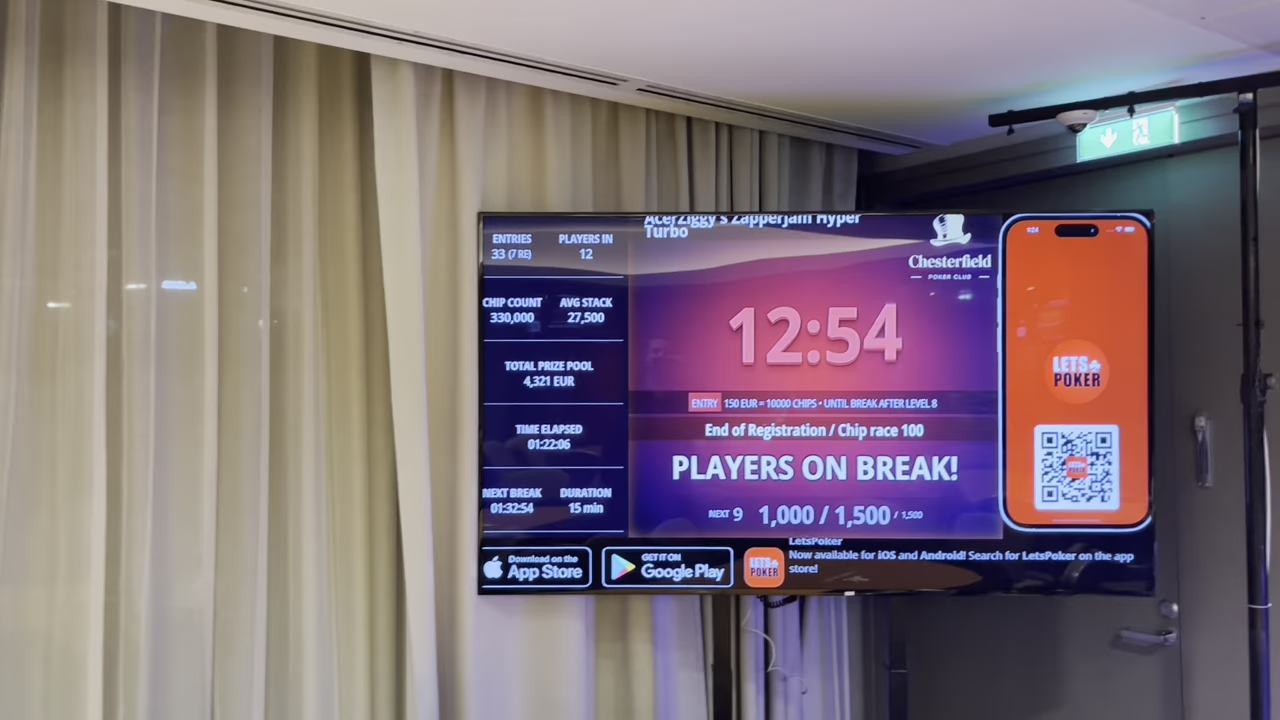 AcerZiggy's Zapperjam Hyper
Turbo
ENTRIES
33 (7 RE)
PLAYERS IN
12
CHIP COUNT
330,000
AVG STACK
27,500
TOTAL PRIZE POOL
4,321 EUR
TIME ELAPSED
01:22:06
NEXT BREAK
01:32:54
DURATION
15 min
Chesterfield
POKER CLUB
12:54
ENTRY 150 EUR = 10000 CHIPS • UNTIL BREAK AFTER LEVEL 8
End of Registration / Chip race 100
PLAYERS ON BREAK!
NEXT 9 1,000 / 1,500 / 1,500
9:24
LETS
POKER
Download on the
App Store
GET IT ON
Google Play
LETS
POKER
LetsPoker
Now available for iOS and Android! Search for LetsPoker on the app
store!